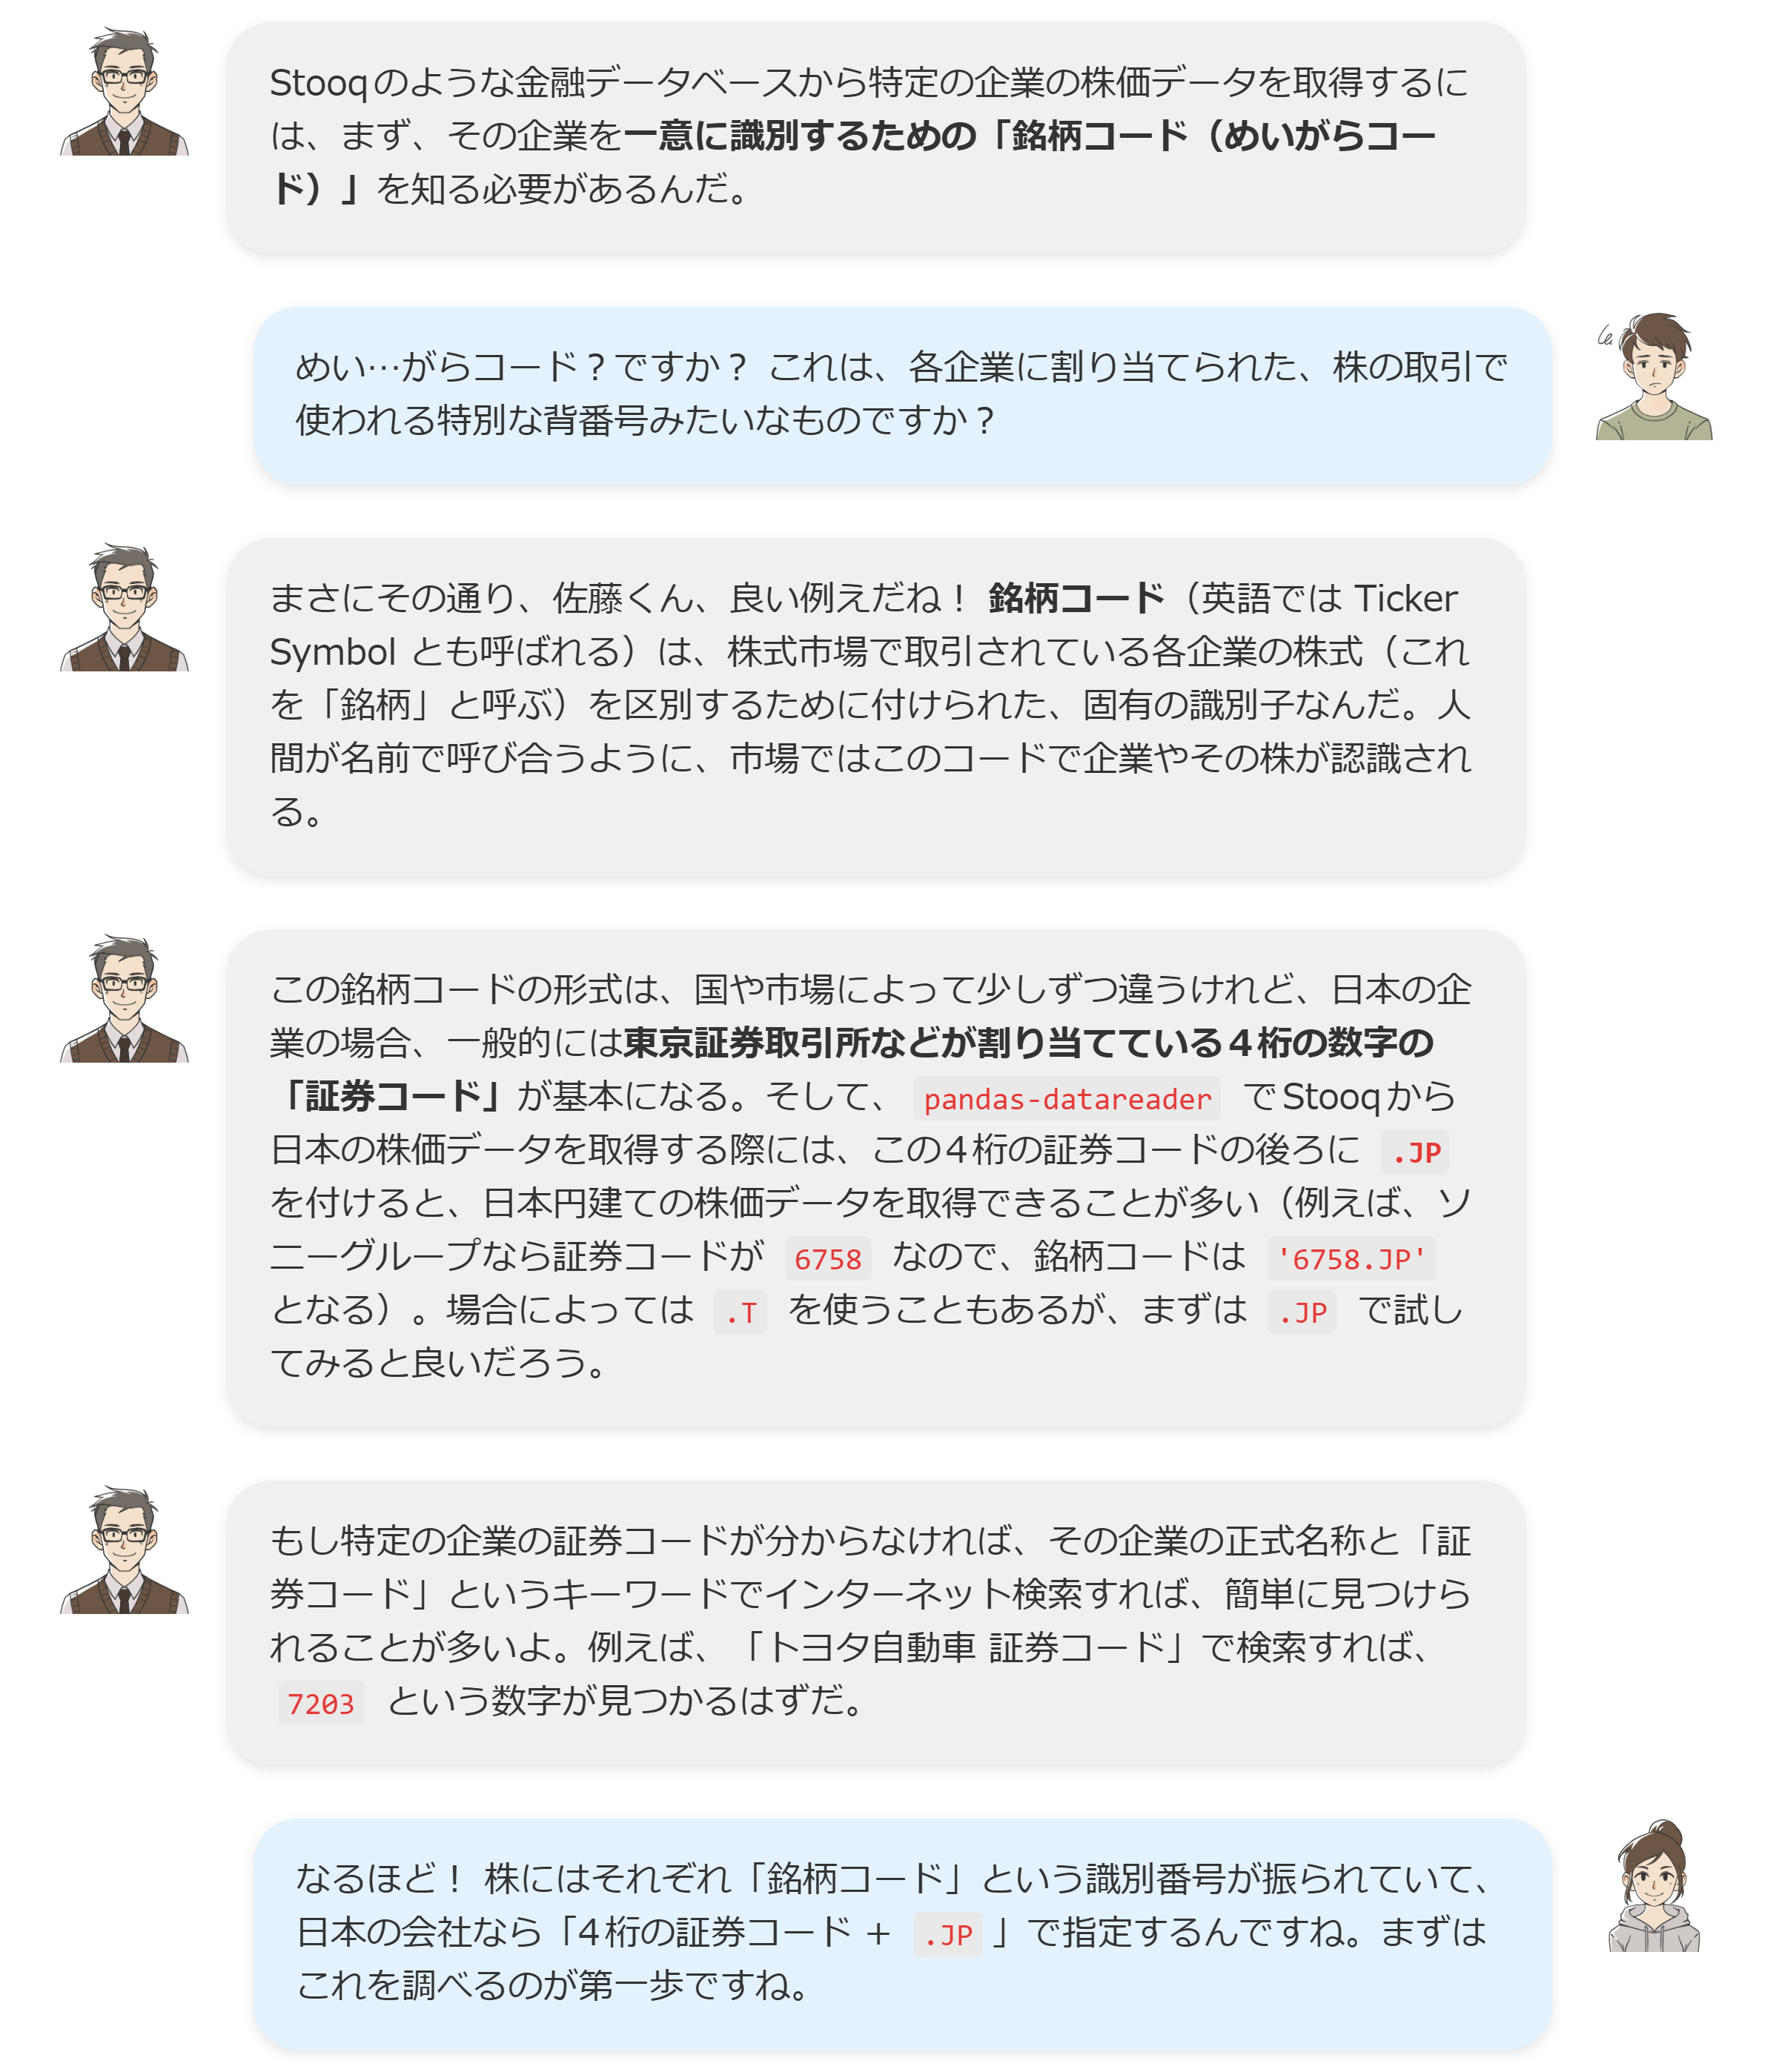 Stooqのような金融データベースから特定の企業の株価データを取得するに
は、まず、その企業を一意に識別するための「銘柄コード（めいがらコー
ド）」を知る必要があるんだ。
めい…がらコード？ですか？ これは、各企業に割り当てられた、株の取引で
使われる特別な背番号みたいなものですか？
まさにその通り、佐藤くん、良い例えだね！ 銘柄コード（英語では Ticker
Symbol とも呼ばれる）は、株式市場で取引されている各企業の株式（これ
を「銘柄」と呼ぶ）を区別するために付けられた、固有の識別子なんだ。人
間が名前で呼び合うように、市場ではこのコードで企業やその株が認識され
る。
この銘柄コードの形式は、国や市場によって少しずつ違うけれど、日本の企
業の場合、一般的には東京証券取引所などが割り当てている４桁の数字の
「証券コード」が基本になる。そして、 pandas-datareader でStooqから
日本の株価データを取得する際には、この４桁の証券コードの後ろに .JP
を付けると、日本円建ての株価データを取得できることが多い（例えば、ソ
ニーグループなら証券コードが 6758 なので、銘柄コードは '6758.JP'
となる）。場合によっては .T を使うこともあるが、まずは .JP で試し
てみると良いだろう。
もし特定の企業の証券コードが分からなければ、その企業の正式名称と「証
券コード」というキーワードでインターネット検索すれば、簡単に見つけら
れることが多いよ。例えば、「トヨタ自動車 証券コード」で検索すれば、
7203 という数字が見つかるはずだ。
なるほど！ 株にはそれぞれ「銘柄コード」という識別番号が振られていて、
日本の会社なら「4桁の証券コード + .JP 」で指定するんですね。まずは
これを調べるのが第一歩ですね。